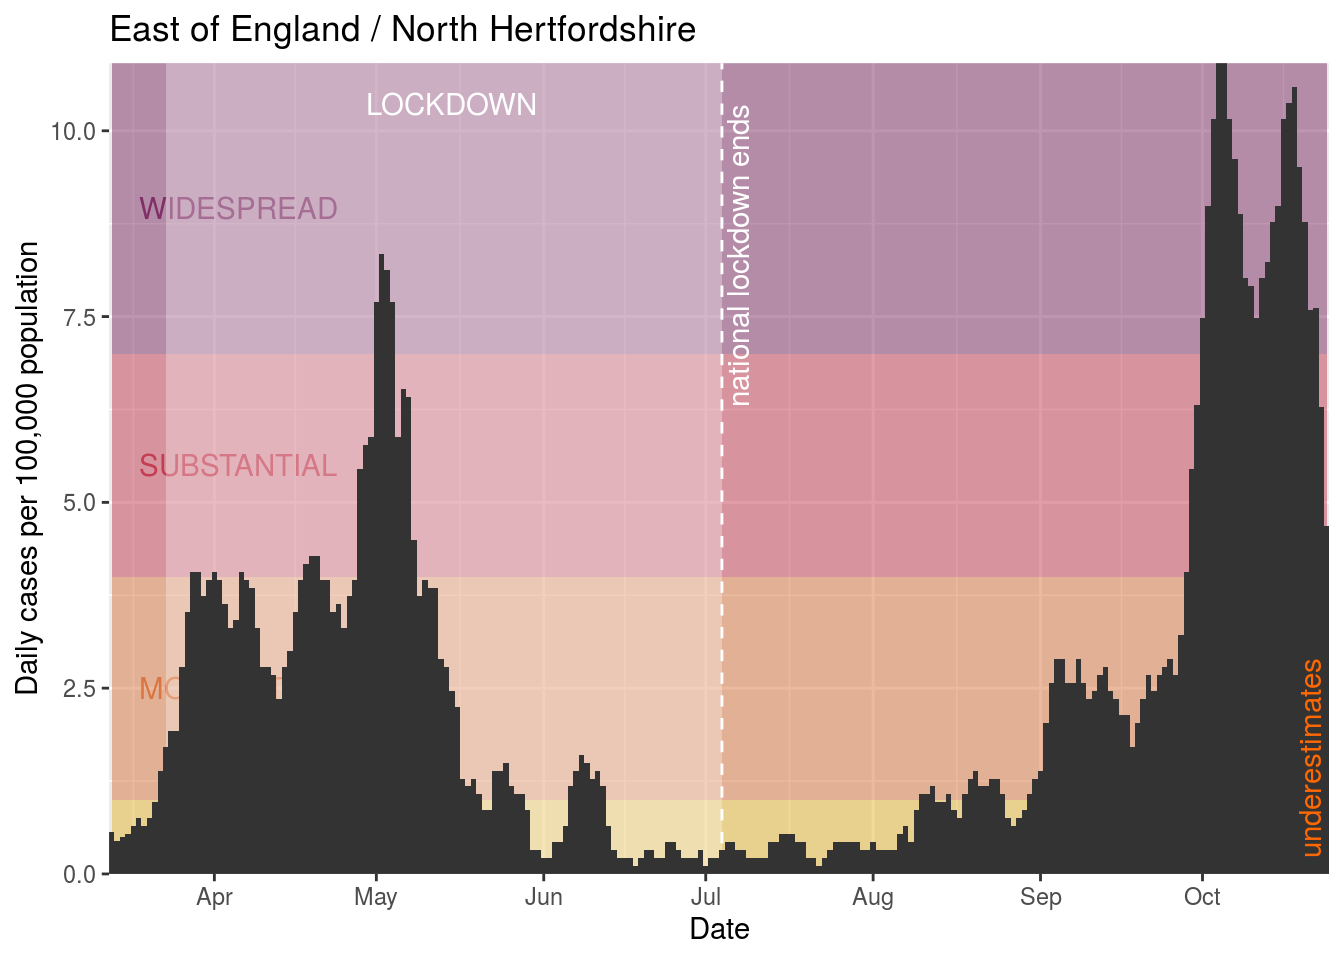 East of England / North Hertfordshire
LOCKDOWN
WIDESPREAD
SUBSTANTIAL
national lockdown ends
underestimates
Daily cases per 100,000 population
10.0
7.5
5.0
2.5
0.0
Apr
May
Jun
Jul
Aug
Sep
Oct
Date